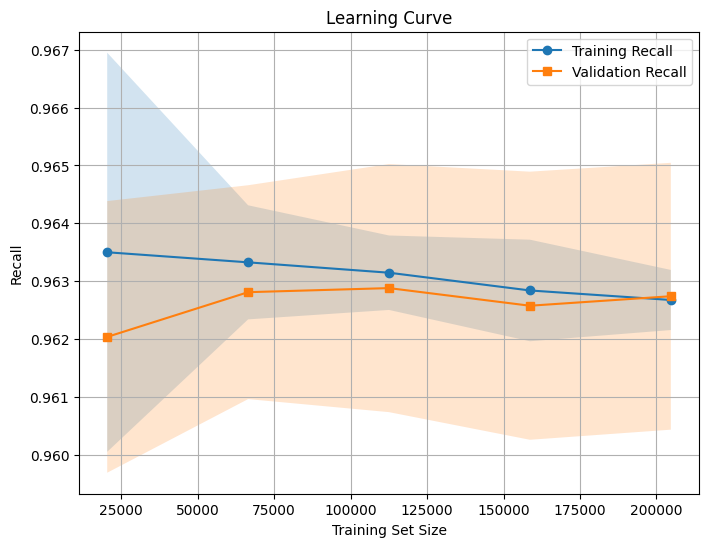 Learning Curve
Training Recall
Validation Recall
Recall
0.967
0.966
0.965
0.964
0.963
0.962
0.961
0.960
25000 50000 75000 100000 125000 150000 175000 200000
Training Set Size